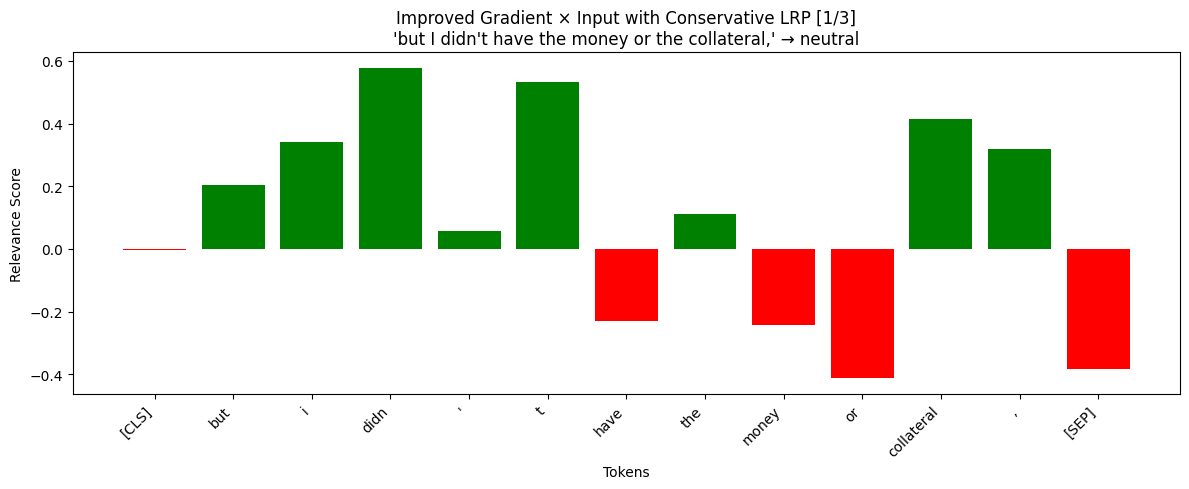 Improved Gradient × Input with Conservative LRP [1/3]
'but I didn't have the money or the collateral,' → neutral
Relevance Score
0.6
0.4
0.2
0.0
−0.2
−0.4
[CLS]
but
i
didn
'
t
have
the
money
or
collateral
,
[SEP]
Tokens